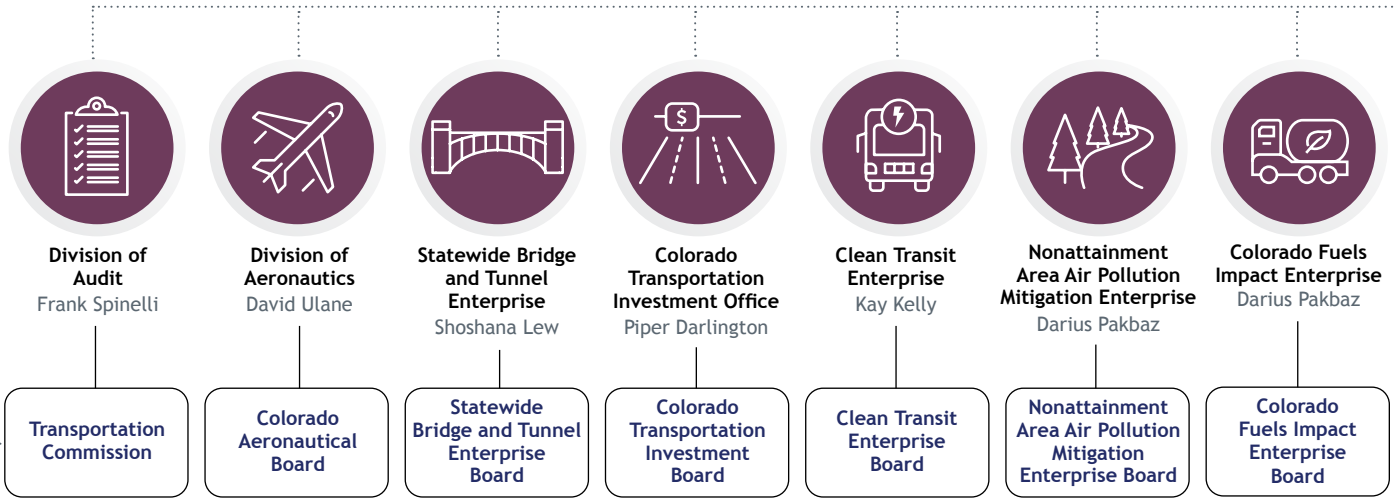 $
Division of
Audit
Frank Spinelli
Transportation
Commission
Division of
Aeronautics
David Ulane
Colorado
Aeronautical
Board
Statewide Bridge
and Tunnel
Enterprise
Shoshana Lew
Statewide
Bridge and Tunnel
Enterprise
Board
Colorado
Transportation
Investment Office
Piper Darlington
Colorado
Transportation
Investment
Board
Clean Transit
Enterprise
Kay Kelly
Clean Transit
Enterprise
Board
Nonattainment
Area Air Pollution
Mitigation Enterprise
Darius Pakbaz
Nonattainment
Area Air Pollution
Mitigation
Enterprise Board
Colorado Fuels
Impact Enterprise
Darius Pakbaz
Colorado
Fuels Impact
Enterprise
Board